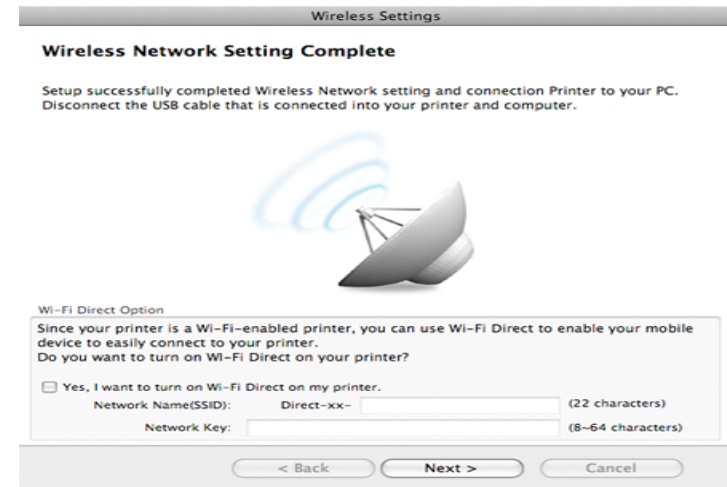 Wireless Settings
Wireless Network Setting Complete
Setup successfully completed Wireless Network setting and connection Printer to your PC.
Disconnect the USB cable that is connected into your printer and computer.
Wi-Fi Direct Option
Since your printer is a Wi-Fi-enabled printer, you can use Wi-Fi Direct to enable your mobile
device to easily connect to your printer.
Do you want to turn on WI-Fi Direct on your printer?
Yes, I want to turn on Wi-Fi Direct on my printer.
Network Name(SSID): Direct-xx- (22 characters)
Network Key: (8~64 characters)
< Back Next > Cancel